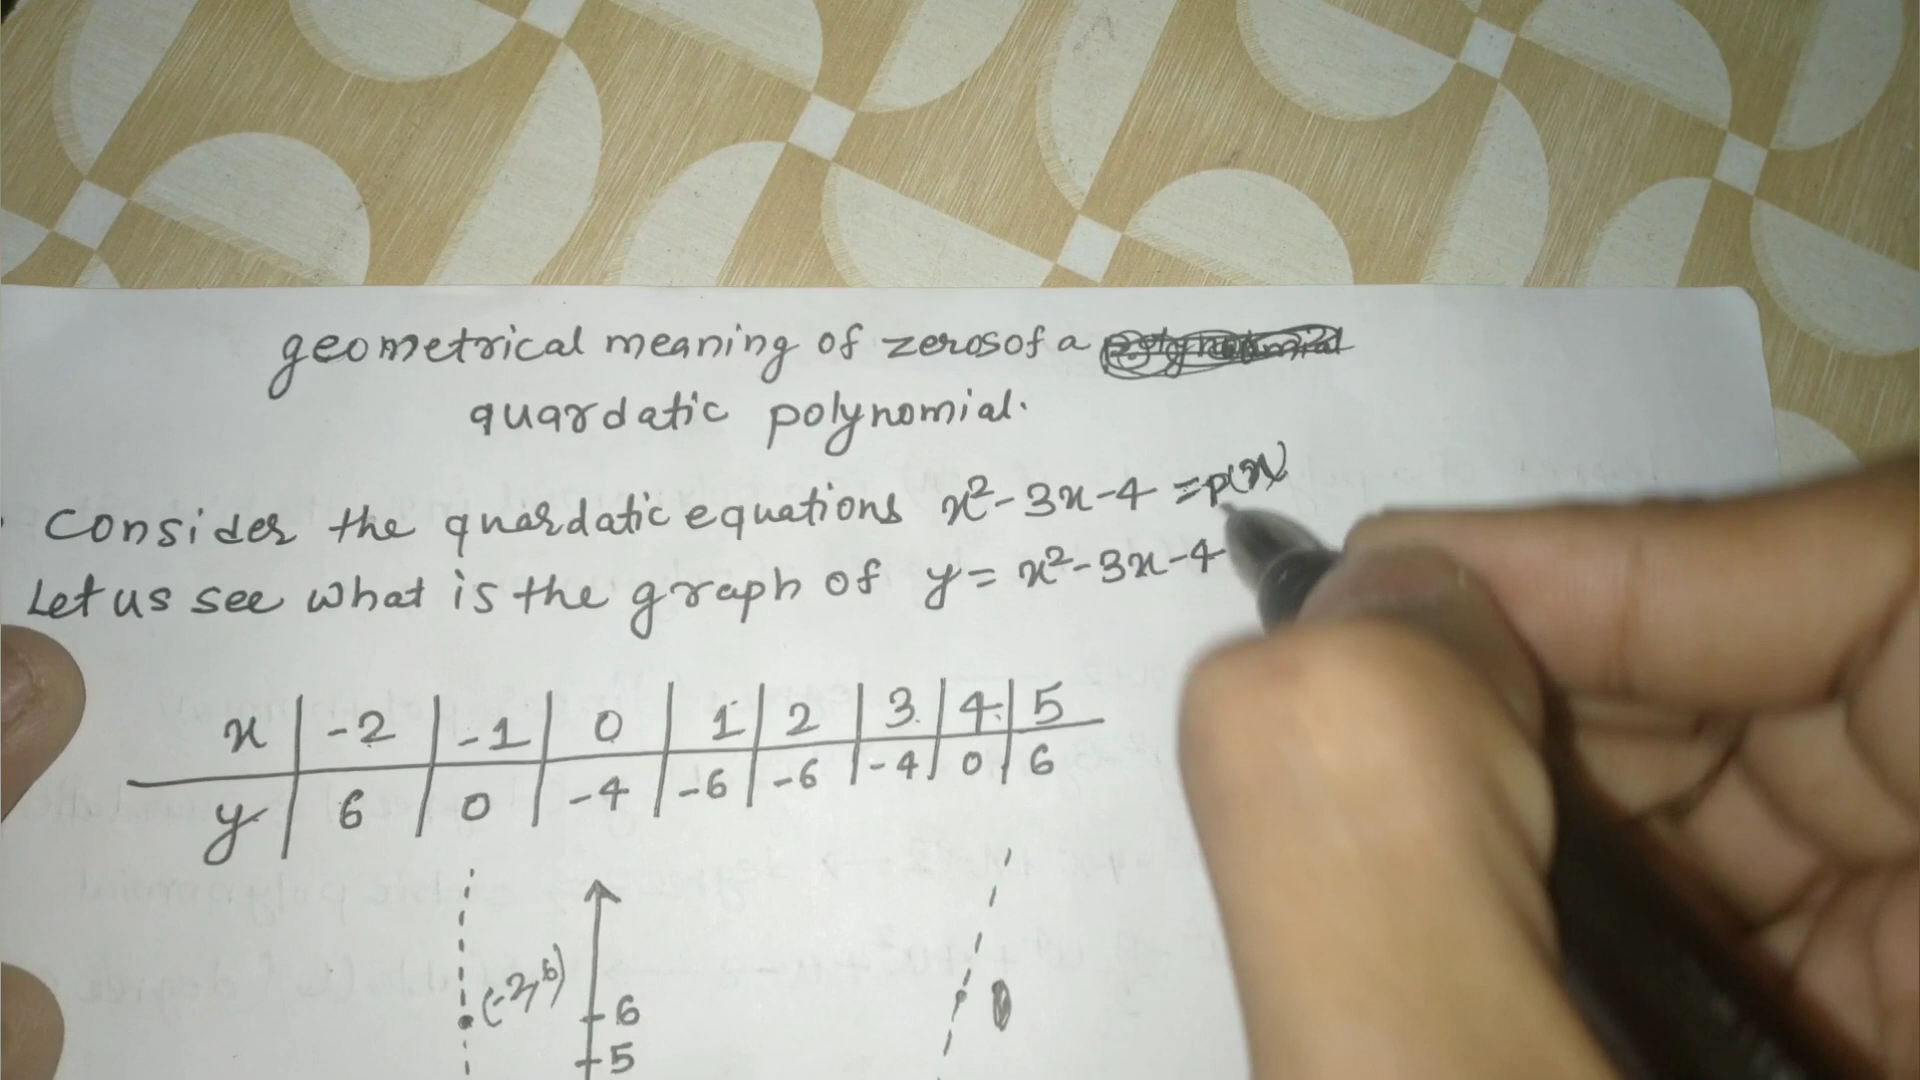 geometrical meaning of zeros of a
quardatic polynomial.
Consider the quardatic equations x²-3x-4 =p(x)
Let us see what is the graph of y= x²-3x-4
x | -2 | -1 | 0 | 1 | 2 | 3 | 4 | 5
y | 6 | 0 | -4 | -6 | -6 | -4 | 0 | 6
(-2,6)
6
5